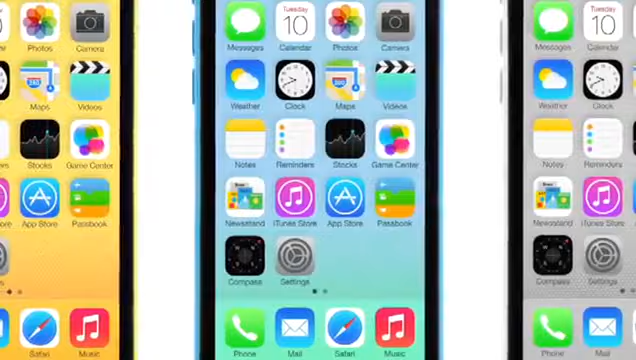 Photos Camera
Maps Videos
Stocks Game Center
App Store Passbook
Safari Music
Tuesday
10
Messages Calendar Photos Camera
Weather Clock Maps Videos
Notes Reminders Stocks Game Center
Newsstand iTunes Store App Store Passbook
Compass Settings
Phone Mail Safari Music
Tuesday
10
Messages Calendar
Weather Clock
Notes Reminders
Newsstand iTunes Store
Compass Settings
Phone Mail